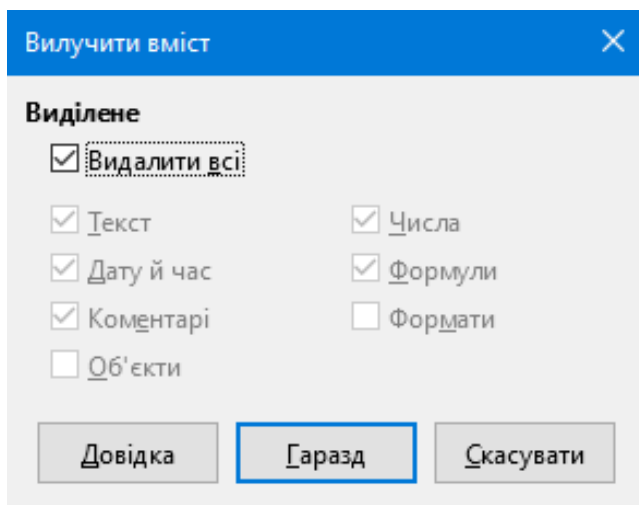 Вилучити вміст
Виділене
Видалити всі
Текст Числа
Дату й час Формули
Коментарі Формати
Об'єкти
Довідка Гаразд Скасувати